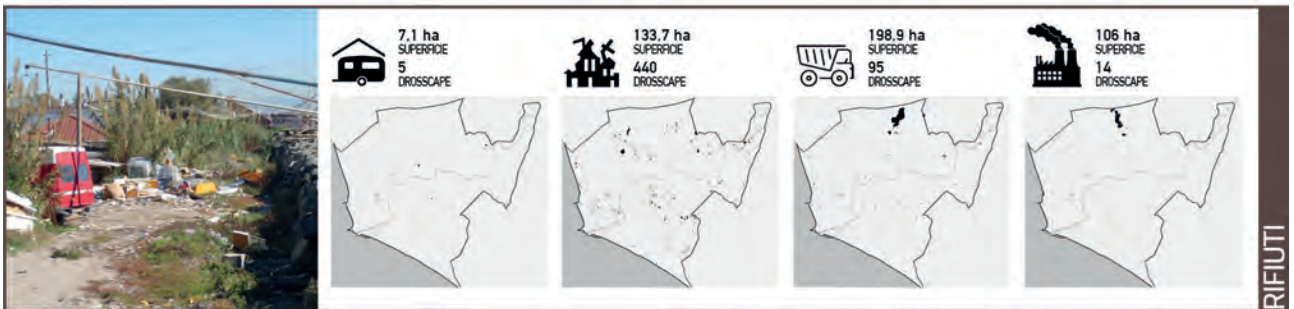 7,1 ha
SUPERFICIE
5
DROSSCAPE
133,7 ha
SUPERFICIE
440
DROSSCAPE
198,9 ha
SUPERFICIE
95
DROSSCAPE
106 ha
SUPERFICIE
14
DROSSCAPE
RIFIUTI